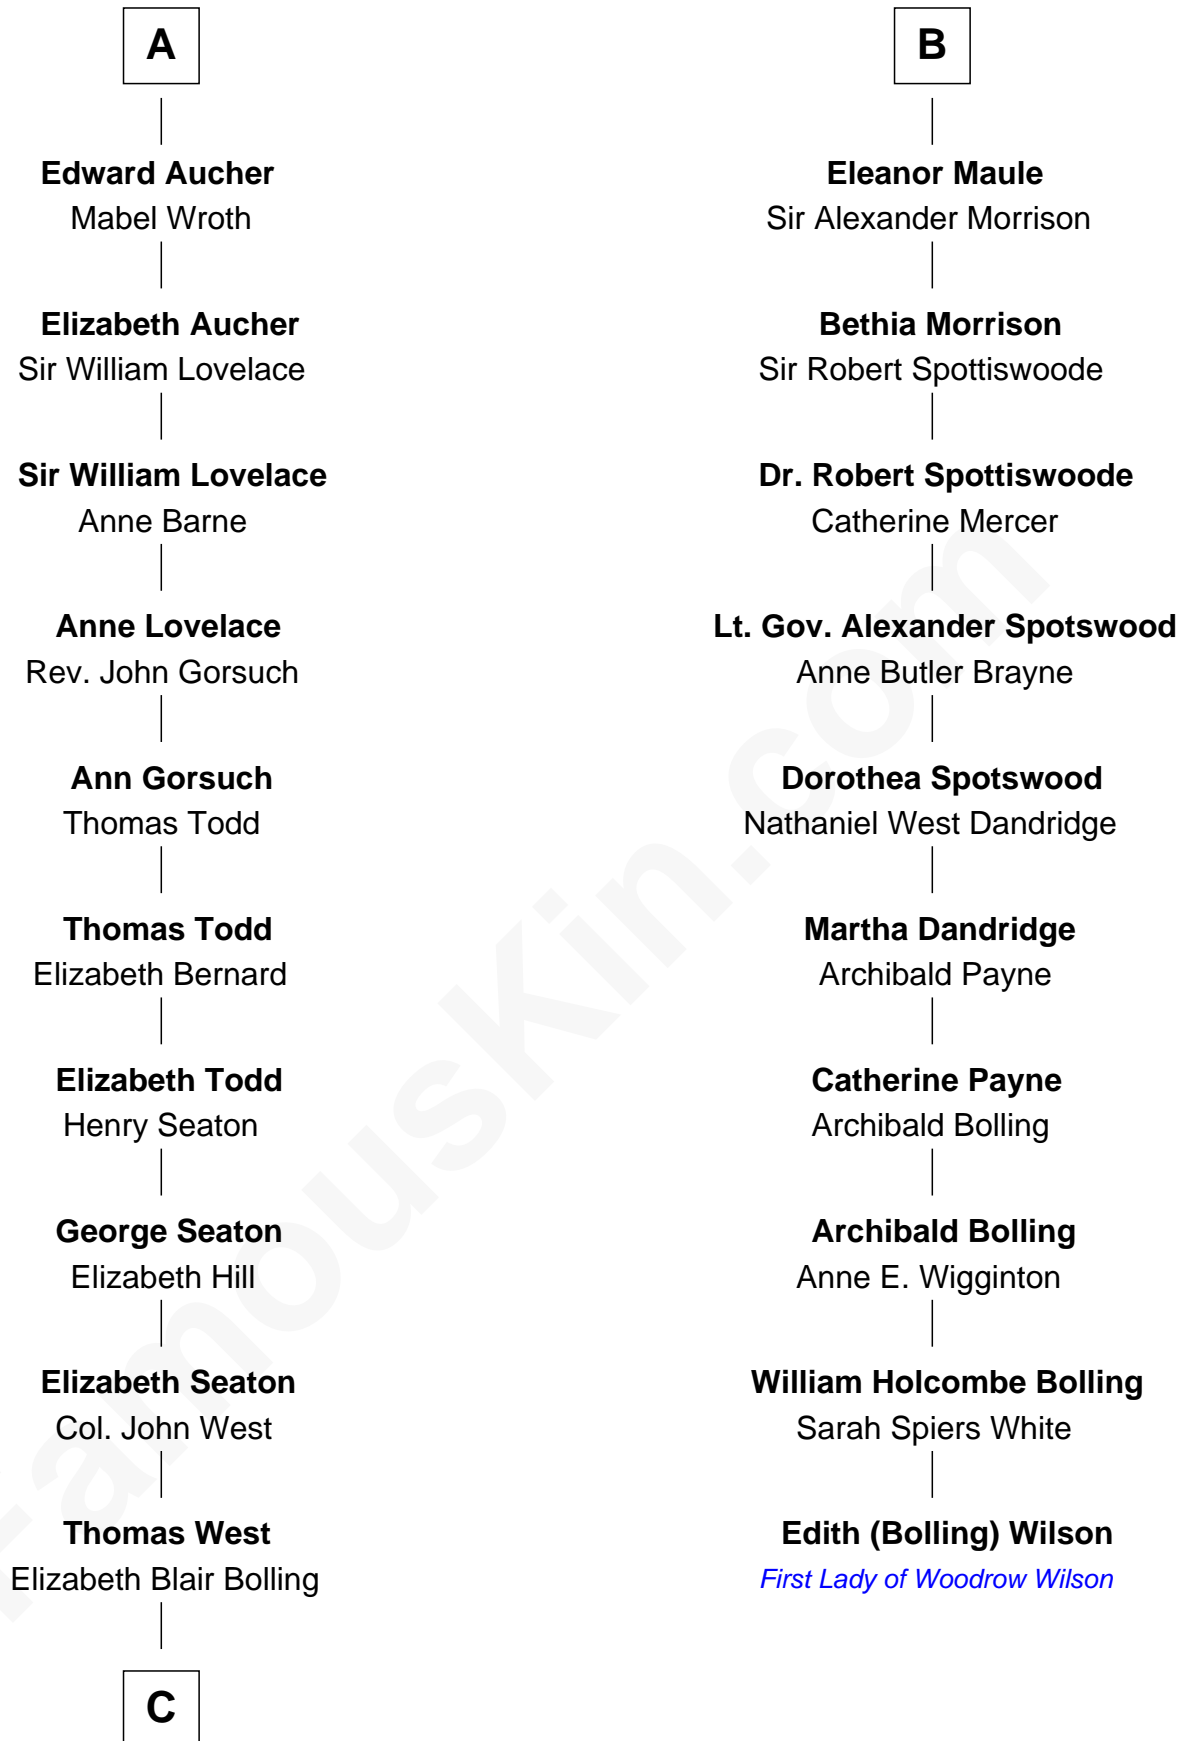 A
Edward Aucher
Mabel Wroth
Elizabeth Aucher
Sir William Lovelace
Sir William Lovelace
Anne Barne
Anne Lovelace
Rev. John Gorsuch
Ann Gorsuch
Thomas Todd
Thomas Todd
Elizabeth Bernard
Elizabeth Todd
Henry Seaton
George Seaton
Elizabeth Hill
Elizabeth Seaton
Col. John West
Thomas West
Elizabeth Blair Bolling
C
B
Eleanor Maule
Sir Alexander Morrison
Bethia Morrison
Sir Robert Spottiswoode
Dr. Robert Spottiswoode
Catherine Mercer
Lt. Gov. Alexander Spotswood
Anne Butler Brayne
Dorothea Spotswood
Nathaniel West Dandridge
Martha Dandridge
Archibald Payne
Catherine Payne
Archibald Bolling
Archibald Bolling
Anne E. Wigginton
William Holcombe Bolling
Sarah Spiers White
Edith (Bolling) Wilson
First Lady of Woodrow Wilson
FamousKin.com